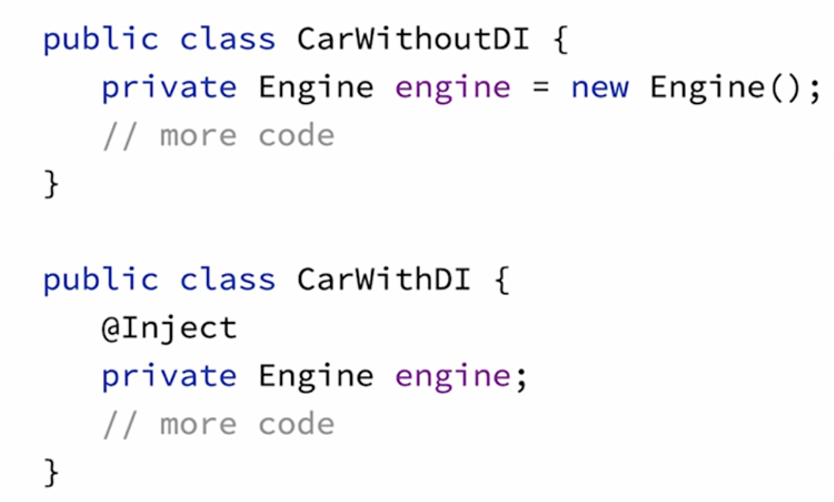 public class CarWithoutDI {
    private Engine engine = new Engine();
    // more code
}

public class CarWithDI {
    @Inject
    private Engine engine;
    // more code
}